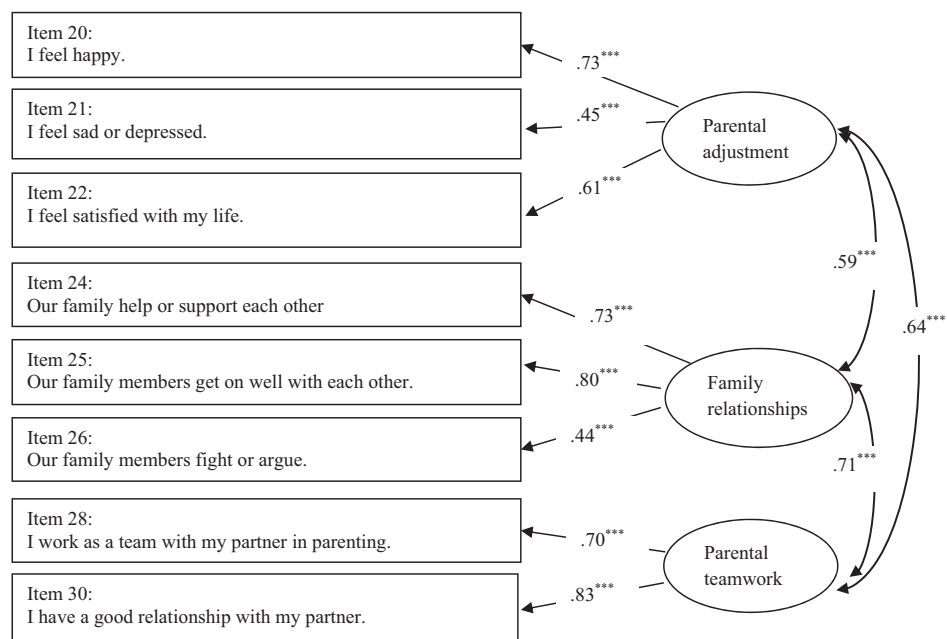 Item 20:
I feel happy.
.73***
Item 21:
I feel sad or depressed.
.45***
Parental
adjustment
Item 22:
I feel satisfied with my life.
.61***
.59***
Item 24:
Our family help or support each other
.73***
.64***
Item 25:
Our family members get on well with each other.
.80***
Family
relationships
Item 26:
Our family members fight or argue.
.44***
.71***
Item 28:
I work as a team with my partner in parenting.
.70***
Parental
teamwork
Item 30:
I have a good relationship with my partner.
.83***